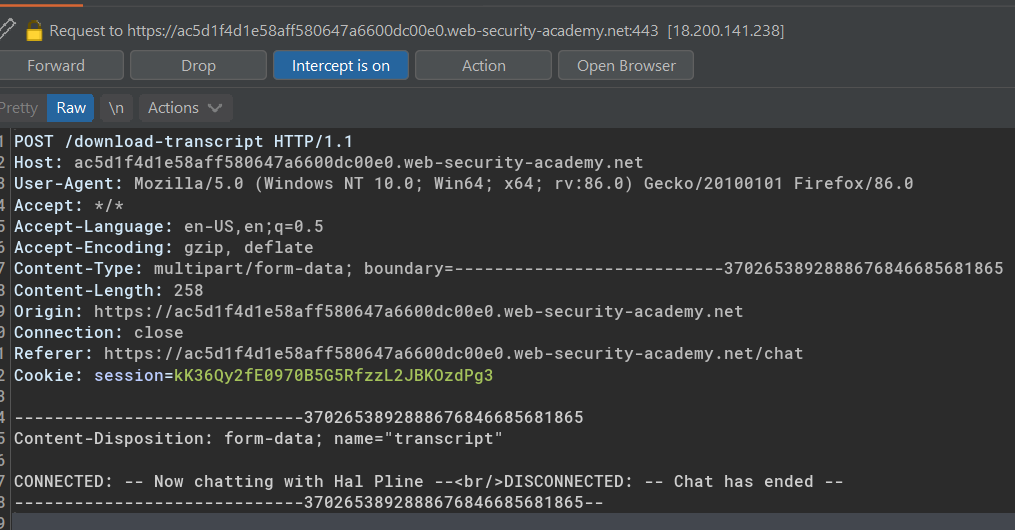 Request to https://ac5d1f4d1e58aff580647a6600dc00e0.web-security-academy.net:443 [18.200.141.238]
Forward Drop Intercept is on Action Open Browser
Pretty Raw \n Actions
1 POST /download-transcript HTTP/1.1
2 Host: ac5d1f4d1e58aff580647a6600dc00e0.web-security-academy.net
3 User-Agent: Mozilla/5.0 (Windows NT 10.0; Win64; x64; rv:86.0) Gecko/20100101 Firefox/86.0
4 Accept: */*
5 Accept-Language: en-US,en;q=0.5
6 Accept-Encoding: gzip, deflate
7 Content-Type: multipart/form-data; boundary=---------------------------37026538928886768466856​81865
8 Content-Length: 258
9 Origin: https://ac5d1f4d1e58aff580647a6600dc00e0.web-security-academy.net
0 Connection: close
1 Referer: https://ac5d1f4d1e58aff580647a6600dc00e0.web-security-academy.net/chat
2 Cookie: session=kK36Qy2fE0970B5G5RfzzL2JBKOzdPg3
3
4 -----------------------------3702653892888676846685681865
5 Content-Disposition: form-data; name="transcript"
6
7 CONNECTED: -- Now chatting with Hal Pline --<br/>DISCONNECTED: -- Chat has ended --
8 -----------------------------3702653892888676846685681865--
9